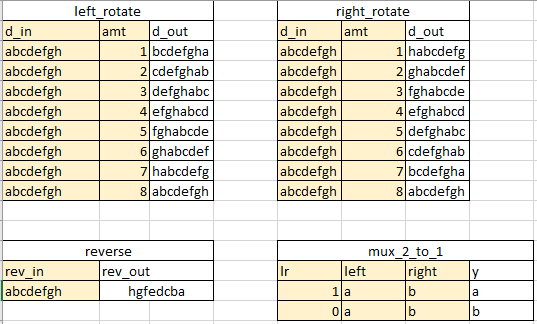 left_rotate right_rotate
d_in amt d_out d_in amt d_out
abcdefgh 1 bcdefgha abcdefgh 1 habcdefg
abcdefgh 2 cdefghab abcdefgh 2 ghabcdef
abcdefgh 3 defghabc abcdefgh 3 fghabcde
abcdefgh 4 efghabcd abcdefgh 4 efghabcd
abcdefgh 5 fghabcde abcdefgh 5 defghabc
abcdefgh 6 ghabcdef abcdefgh 6 cdefghab
abcdefgh 7 habcdefg abcdefgh 7 bcdefgha
abcdefgh 8 abcdefgh abcdefgh 8 abcdefgh
reverse mux_2_to_1
rev_in rev_out lr left right y
abcdefgh hgfedcba 1 a b a
0 a b b